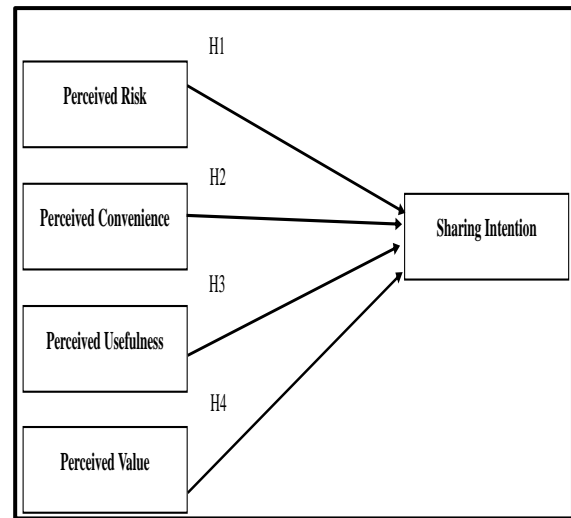 H1
Perceived Risk
H2
Perceived Convenience
Sharing Intention
H3
Perceived Usefulness
H4
Perceived Value